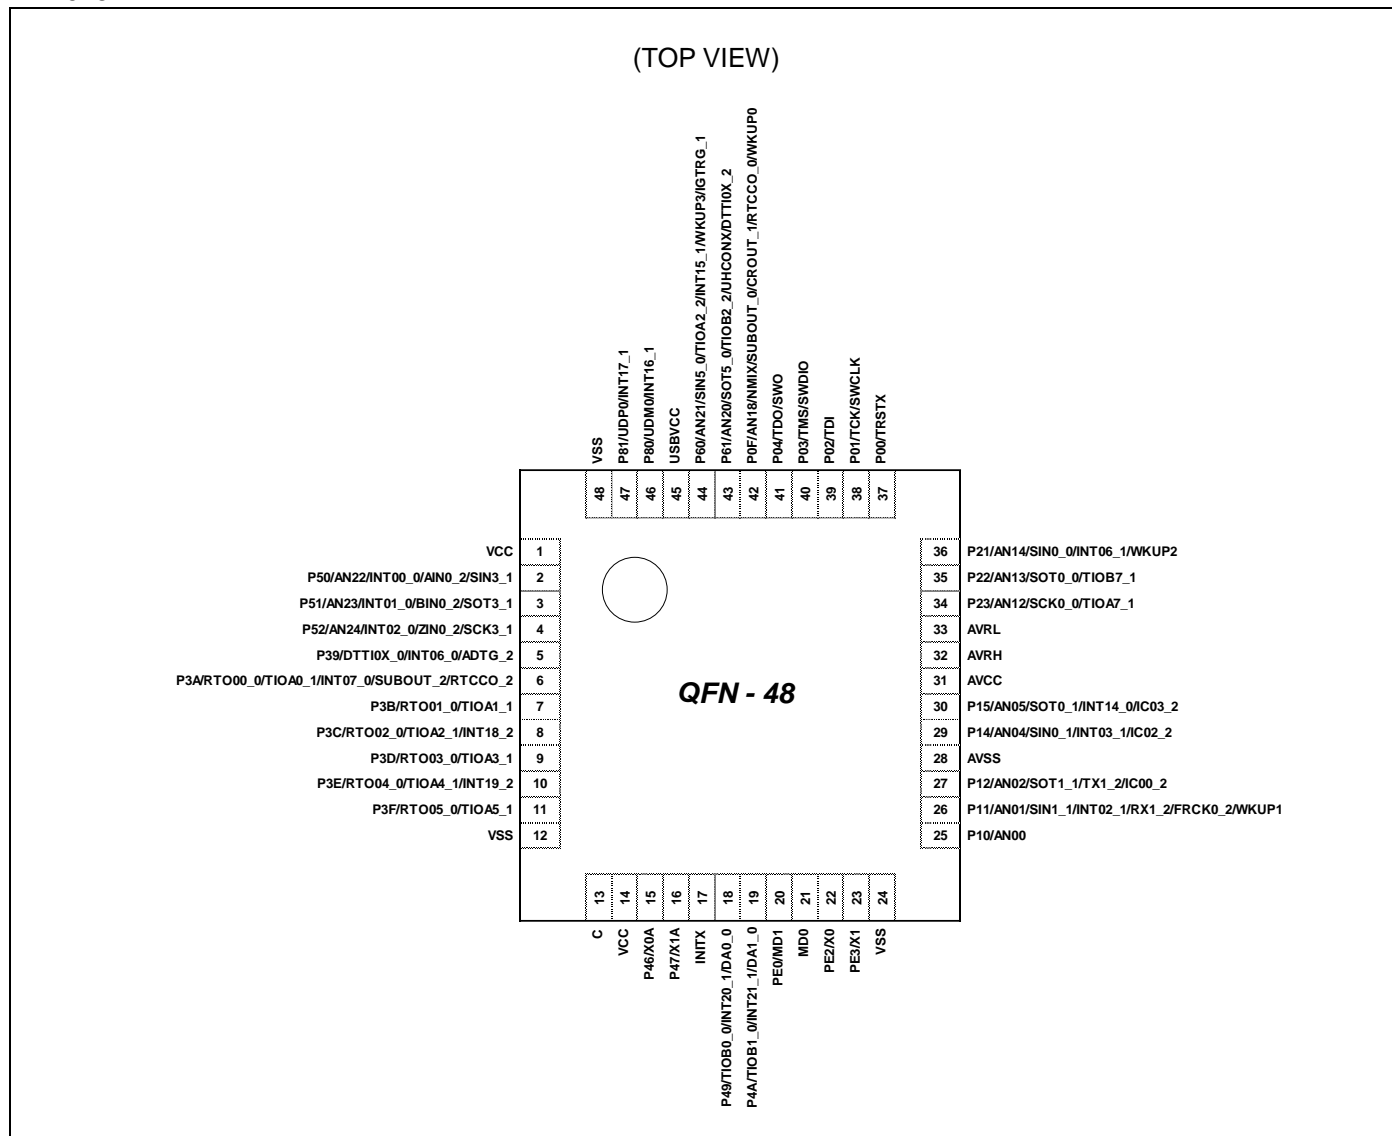 (TOP VIEW)
VSS
P81/UDP0/INT17_1
P80/UDM0/INT16_1
USBVCC
P60/AN21/SIN5_0/TIOA2_2/INT15_1/WKUP3/IGTRG_1
P61/AN20/SOT5_0/TIOB2_2/UHCONX/DTTI0X_2
P0F/AN18/NMIX/SUBOUT_0/CROUT_1/RTCCO_0/WKUP0
P04/TDO/SWO
P03/TMS/SWDIO
P02/TDI
P01/TCK/SWCLK
P00/TRSTX
48 47 46 45 44 43 42 41 40 39 38 37
VCC 1
P50/AN22/INT00_0/AIN0_2/SIN3_1 2
P51/AN23/INT01_0/BIN0_2/SOT3_1 3
P52/AN24/INT02_0/ZIN0_2/SCK3_1 4
P39/DTTI0X_0/INT06_0/ADTG_2 5
P3A/RTO00_0/TIOA0_1/INT07_0/SUBOUT_2/RTCCO_2 6
P3B/RTO01_0/TIOA1_1 7
P3C/RTO02_0/TIOA2_1/INT18_2 8
P3D/RTO03_0/TIOA3_1 9
P3E/RTO04_0/TIOA4_1/INT19_2 10
P3F/RTO05_0/TIOA5_1 11
VSS 12
QFN - 48
36 P21/AN14/SIN0_0/INT06_1/WKUP2
35 P22/AN13/SOT0_0/TIOB7_1
34 P23/AN12/SCK0_0/TIOA7_1
33 AVRL
32 AVRH
31 AVCC
30 P15/AN05/SOT0_1/INT14_0/IC03_2
29 P14/AN04/SIN0_1/INT03_1/IC02_2
28 AVSS
27 P12/AN02/SOT1_1/TX1_2/IC00_2
26 P11/AN01/SIN1_1/INT02_1/RX1_2/FRCK0_2/WKUP1
25 P10/AN00
13 14 15 16 17 18 19 20 21 22 23 24
C
VCC
P46/X0A
P47/X1A
INITX
P49/TIOB0_0/INT20_1/DA0_0
P4A/TIOB1_0/INT21_1/DA1_0
PE0/MD1
MD0
PE2/X0
PE3/X1
VSS